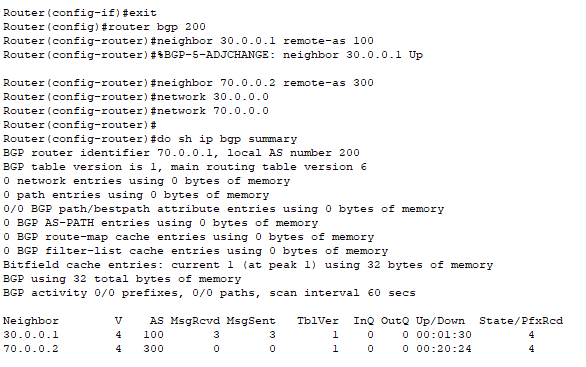 Router(config-if)#exit
Router(config)#router bgp 200
Router(config-router)#neighbor 30.0.0.1 remote-as 100
Router(config-router)#%BGP-5-ADJCHANGE: neighbor 30.0.0.1 Up
Router(config-router)#neighbor 70.0.0.2 remote-as 300
Router(config-router)#network 30.0.0.0
Router(config-router)#network 70.0.0.0
Router(config-router)#
Router(config-router)#do sh ip bgp summary
BGP router identifier 70.0.0.1, local AS number 200
BGP table version is 1, main routing table version 6
0 network entries using 0 bytes of memory
0 path entries using 0 bytes of memory
0/0 BGP path/bestpath attribute entries using 0 bytes of memory
0 BGP AS-PATH entries using 0 bytes of memory
0 BGP route-map cache entries using 0 bytes of memory
0 BGP filter-list cache entries using 0 bytes of memory
Bitfield cache entries: current 1 (at peak 1) using 32 bytes of memory
BGP using 32 total bytes of memory
BGP activity 0/0 prefixes, 0/0 paths, scan interval 60 secs
Neighbor V AS MsgRcvd MsgSent TblVer InQ OutQ Up/Down State/PfxRcd
30.0.0.1 4 100 3 3 1 0 0 00:01:30 4
70.0.0.2 4 300 0 0 1 0 0 00:20:24 4